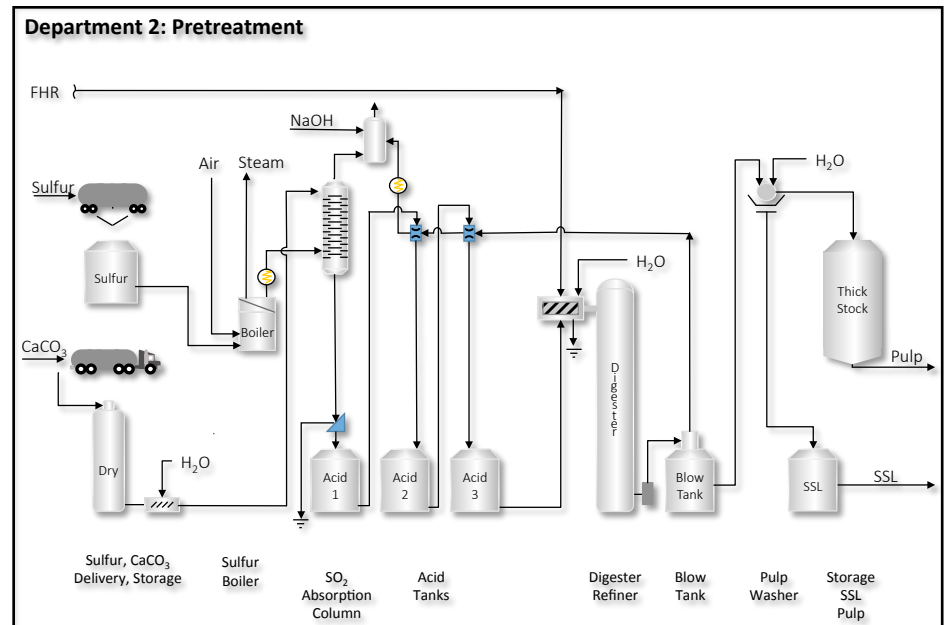 Department 2: Pretreatment
FHR
NaOH
Air
Steam
H₂O
Sulfur
Sulfur
Boiler
H₂O
Thick
Stock
CaCO₃
Pulp
Digester
Dry
H₂O
Acid
1
Acid
2
Acid
3
Blow
Tank
SSL
SSL
Sulfur, CaCO₃
Delivery, Storage
Sulfur
Boiler
SO₂
Absorption
Column
Acid
Tanks
Digester
Refiner
Blow
Tank
Pulp
Washer
Storage
SSL
Pulp